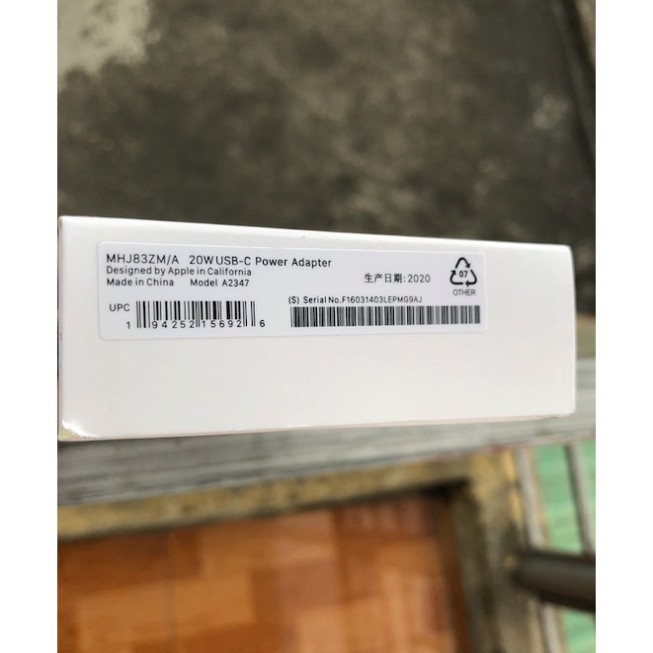 MHJ83ZM/A 20W USB-C Power Adapter
Designed by Apple in California
Made in China Model A2347
生产日期: 2020
07
OTHER
(S) Serial No.F16031403LEPMG9AJ
UPC
1 94252 15692 6